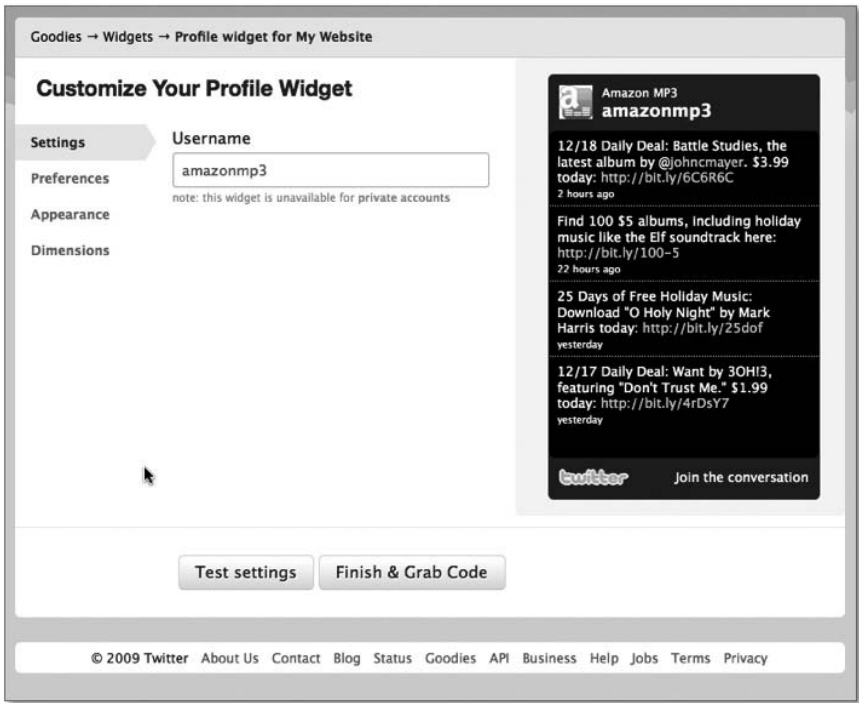 Goodies → Widgets → Profile widget for My Website
Customize Your Profile Widget
Settings
Preferences
Appearance
Dimensions
Username
amazonmp3
note: this widget is unavailable for private accounts
Amazon MP3
amazonmp3
12/18 Daily Deal: Battle Studies, the
latest album by @johncmayer. $3.99
today: http://bit.ly/6C6R6C
2 hours ago
Find 100 $5 albums, including holiday
music like the Elf soundtrack here:
http://bit.ly/100-5
22 hours ago
25 Days of Free Holiday Music:
Download "O Holy Night" by Mark
Harris today: http://bit.ly/25dof
yesterday
12/17 Daily Deal: Want by 3OH!3,
featuring "Don't Trust Me." $1.99
today: http://bit.ly/4rDsY7
yesterday
twitter
Join the conversation
Test settings
Finish & Grab Code
© 2009 Twitter About Us Contact Blog Status Goodies API Business Help Jobs Terms Privacy